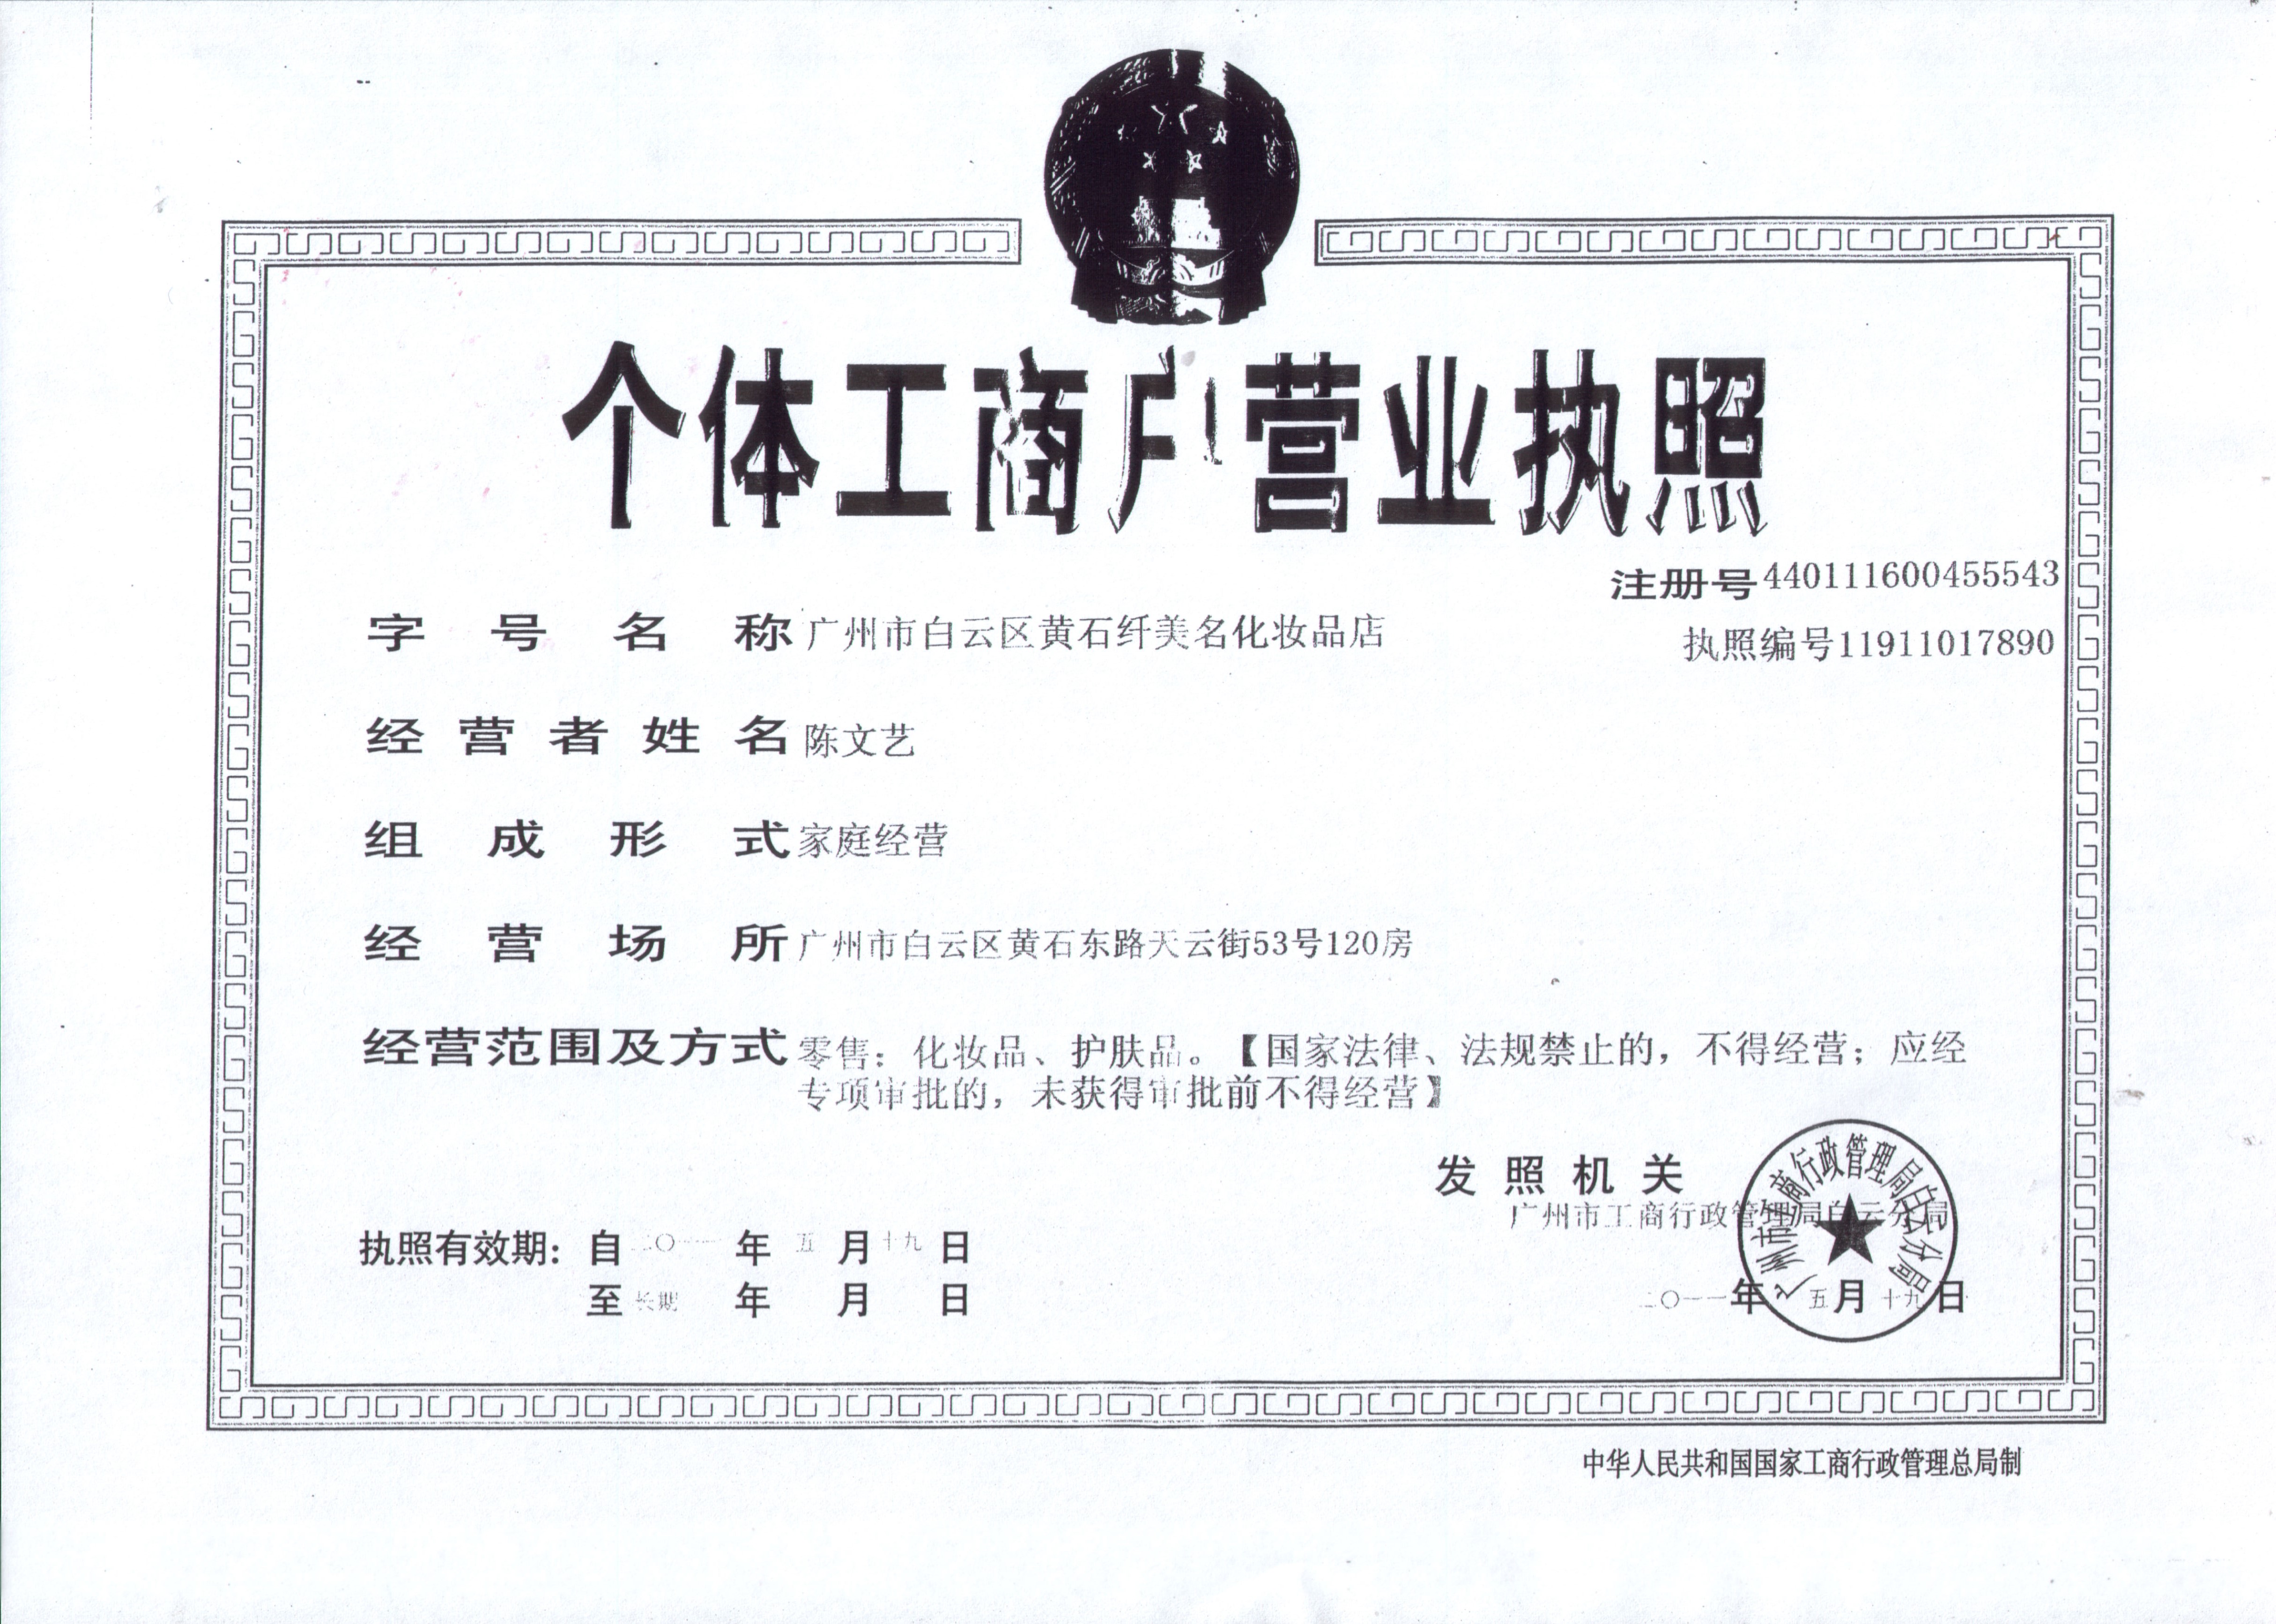 个体工商户营业执照
注册号440111600455543
字号名称广州市白云区黄石纤美名化妆品店
执照编号11911017890
经营者姓名陈文艺
组成形式家庭经营
经营场所广州市白云区黄石东路天云街53号120房
经营范围及方式零售：化妆品、护肤品。【国家法律、法规禁止的，不得经营；应经
专项审批的，未获得审批前不得经营】
发照机关
广州市工商行政管理局白云分局
广州市工商行政管理局白云分局
执照有效期：自二〇一一年五月十九日
至长期年月日
二〇一一年五月十九日
中华人民共和国国家工商行政管理总局制